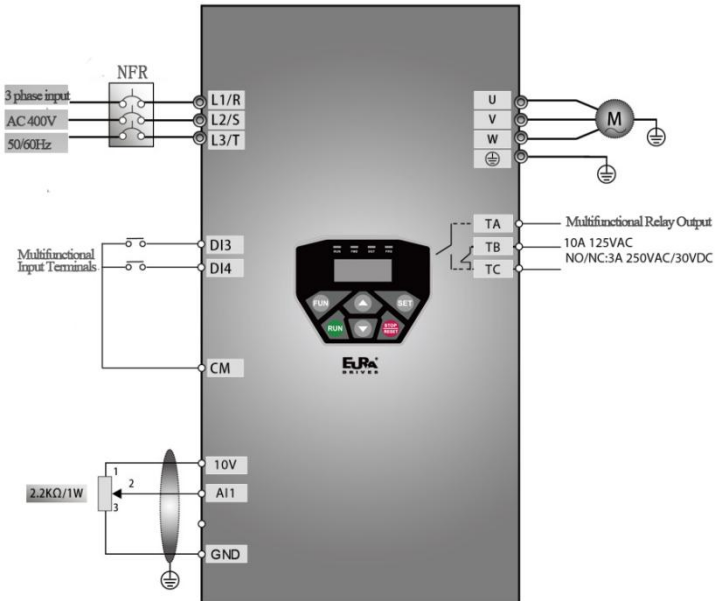 NFR
3 phase input
AC 400V
50/60Hz
L1/R
L2/S
L3/T
U
V
W
M
Multifunctional
Input Terminals
DI3
DI4
CM
TA
TB
TC
Multifunctional Relay Output
10A 125VAC
NO/NC:3A 250VAC/30VDC
FUN
SET
RUN
STOP
RESET
EURA
DRIVES
10V
AI1
GND
2.2KΩ/1W
1
2
3